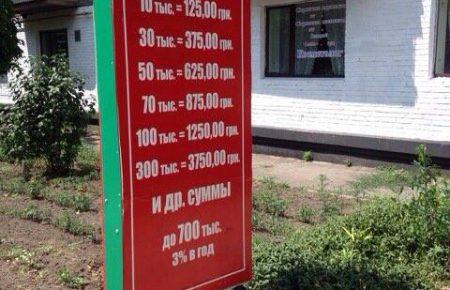 10 тыс. = 125,00 грн.
30 тыс. = 375,00 грн.
50 тыс. = 625,00 грн.
70 тыс. = 875,00 грн.
100 тыс. = 1250,00 грн.
300 тыс. = 3750,00 грн.
И ДР. СУММЫ
ДО 700 ТЫС.
3% В ГОД
Косметолог